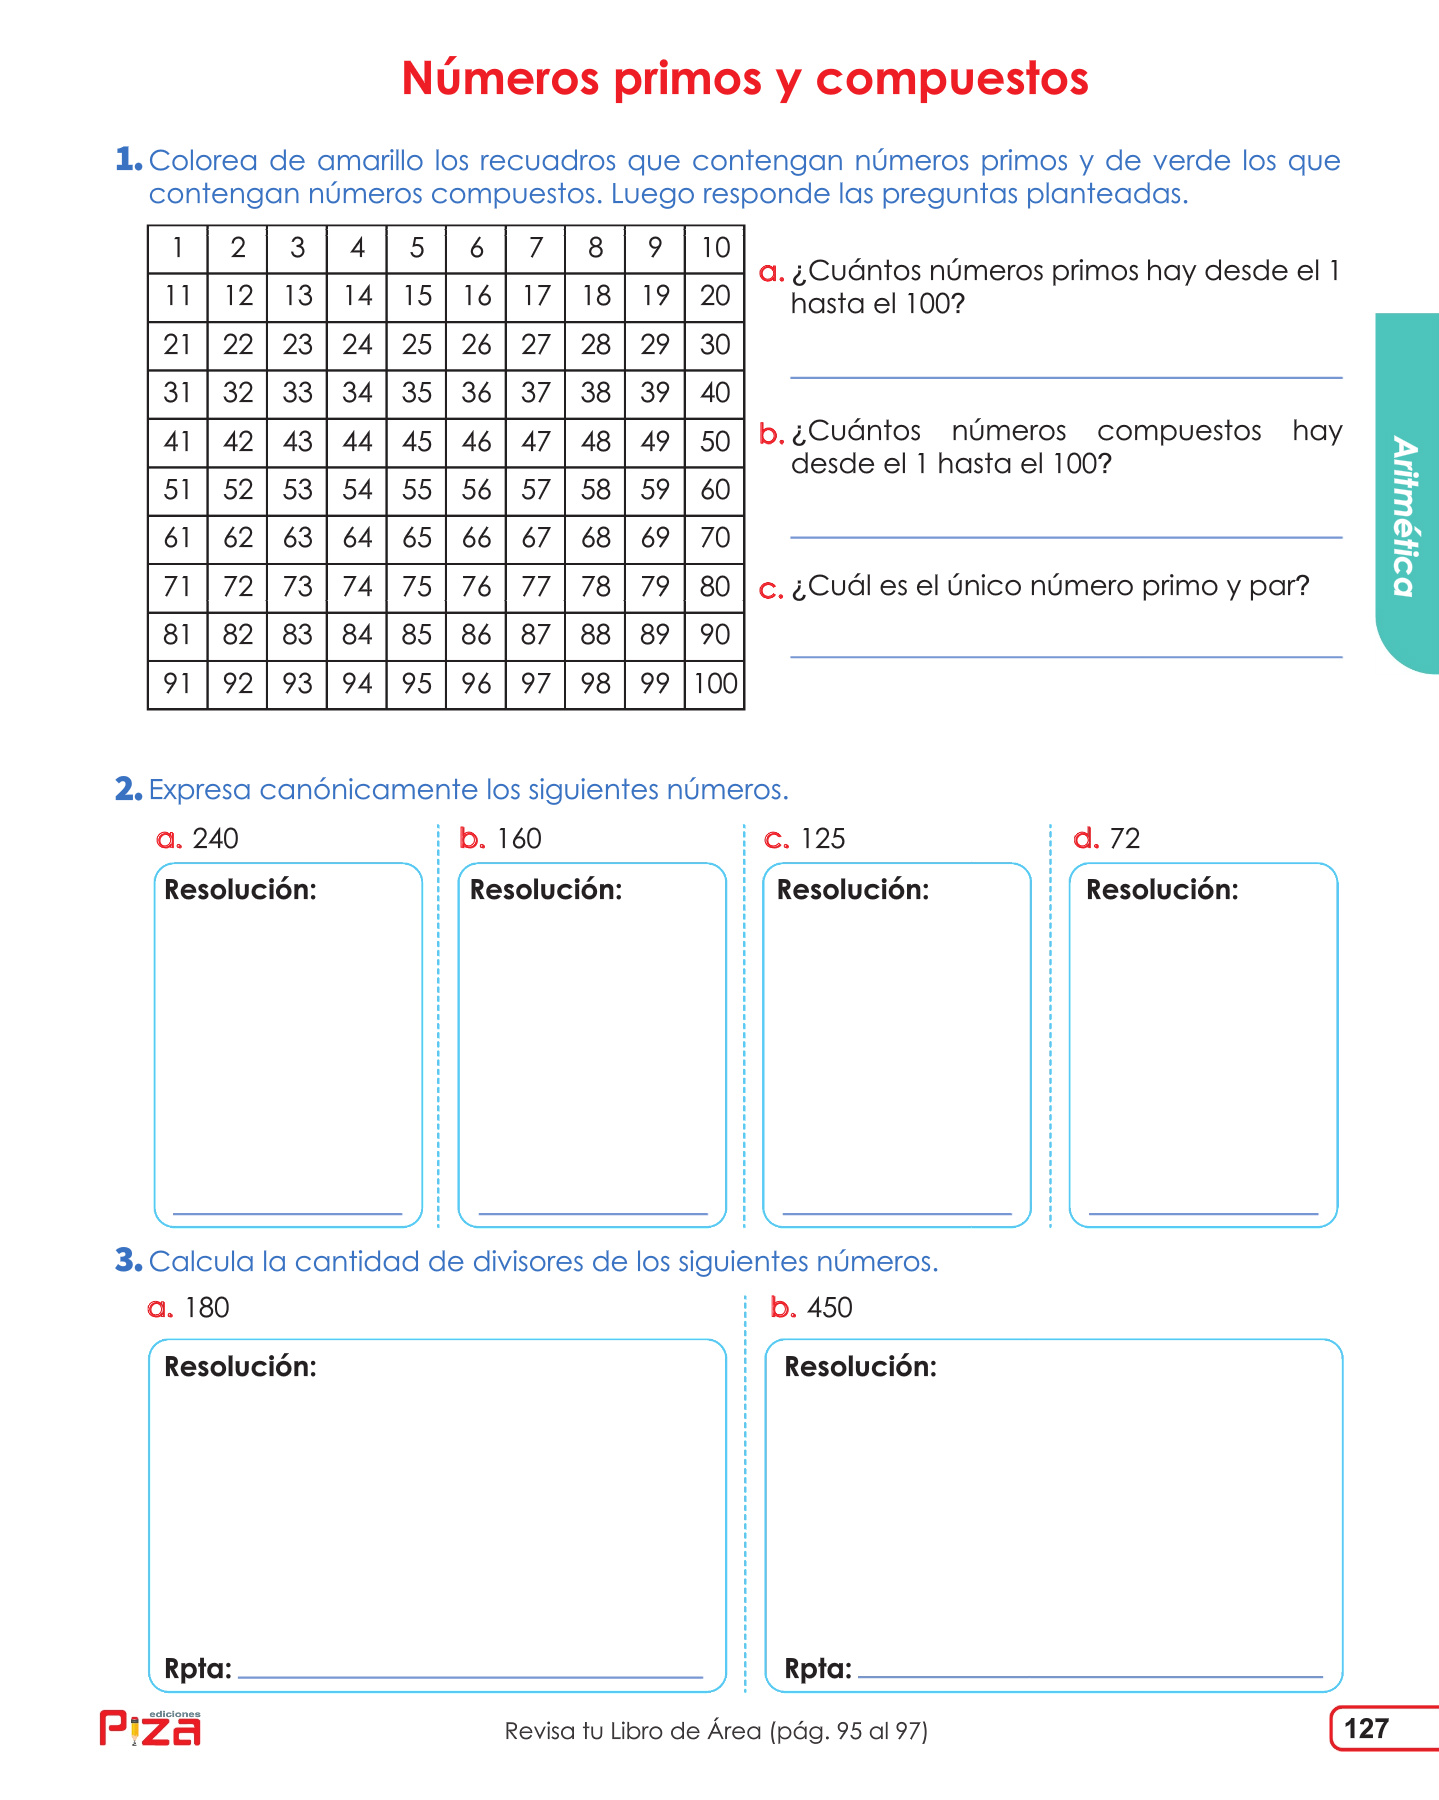 Números primos y compuestos
1. Colorea de amarillo los recuadros que contengan números primos y de verde los que
contengan números compuestos. Luego responde las preguntas planteadas.
1 2 3 4 5 6 7 8 9 10
11 12 13 14 15 16 17 18 19 20
21 22 23 24 25 26 27 28 29 30
31 32 33 34 35 36 37 38 39 40
41 42 43 44 45 46 47 48 49 50
51 52 53 54 55 56 57 58 59 60
61 62 63 64 65 66 67 68 69 70
71 72 73 74 75 76 77 78 79 80
81 82 83 84 85 86 87 88 89 90
91 92 93 94 95 96 97 98 99 100
a. ¿Cuántos números primos hay desde el 1
hasta el 100?
b. ¿Cuántos números compuestos hay
desde el 1 hasta el 100?
c. ¿Cuál es el único número primo y par?
Aritmética
2. Expresa canónicamente los siguientes números.
a. 240
Resolución:
b. 160
Resolución:
c. 125
Resolución:
d. 72
Resolución:
3. Calcula la cantidad de divisores de los siguientes números.
a. 180
Resolución:
Rpta:
b. 450
Resolución:
Rpta:
ediciones
Piza
Revisa tu Libro de Área (pág. 95 al 97)
127